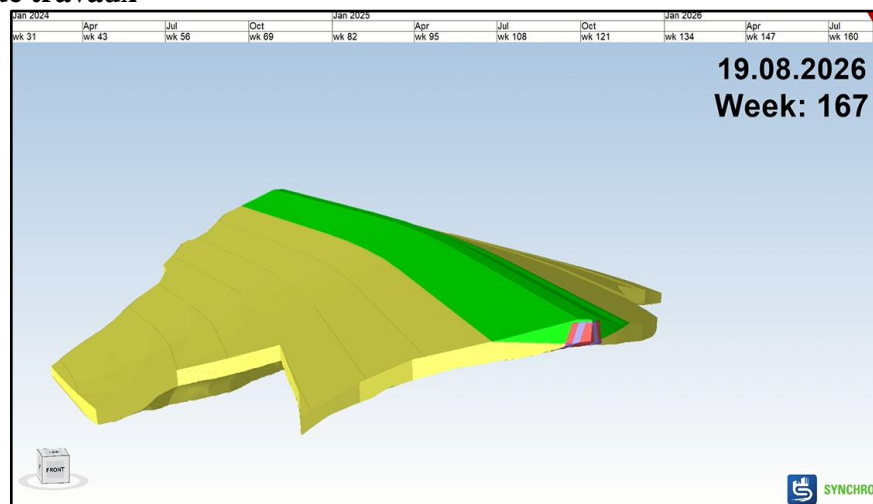 travaux
Jan 2024 Jan 2025 Jan 2026
Apr Jul Oct Apr Jul Oct Apr Jul
wk 31 wk 43 wk 56 wk 69 wk 82 wk 95 wk 108 wk 121 wk 134 wk 147 wk 160
19.08.2026
Week: 167
FRONT
SYNCHRO